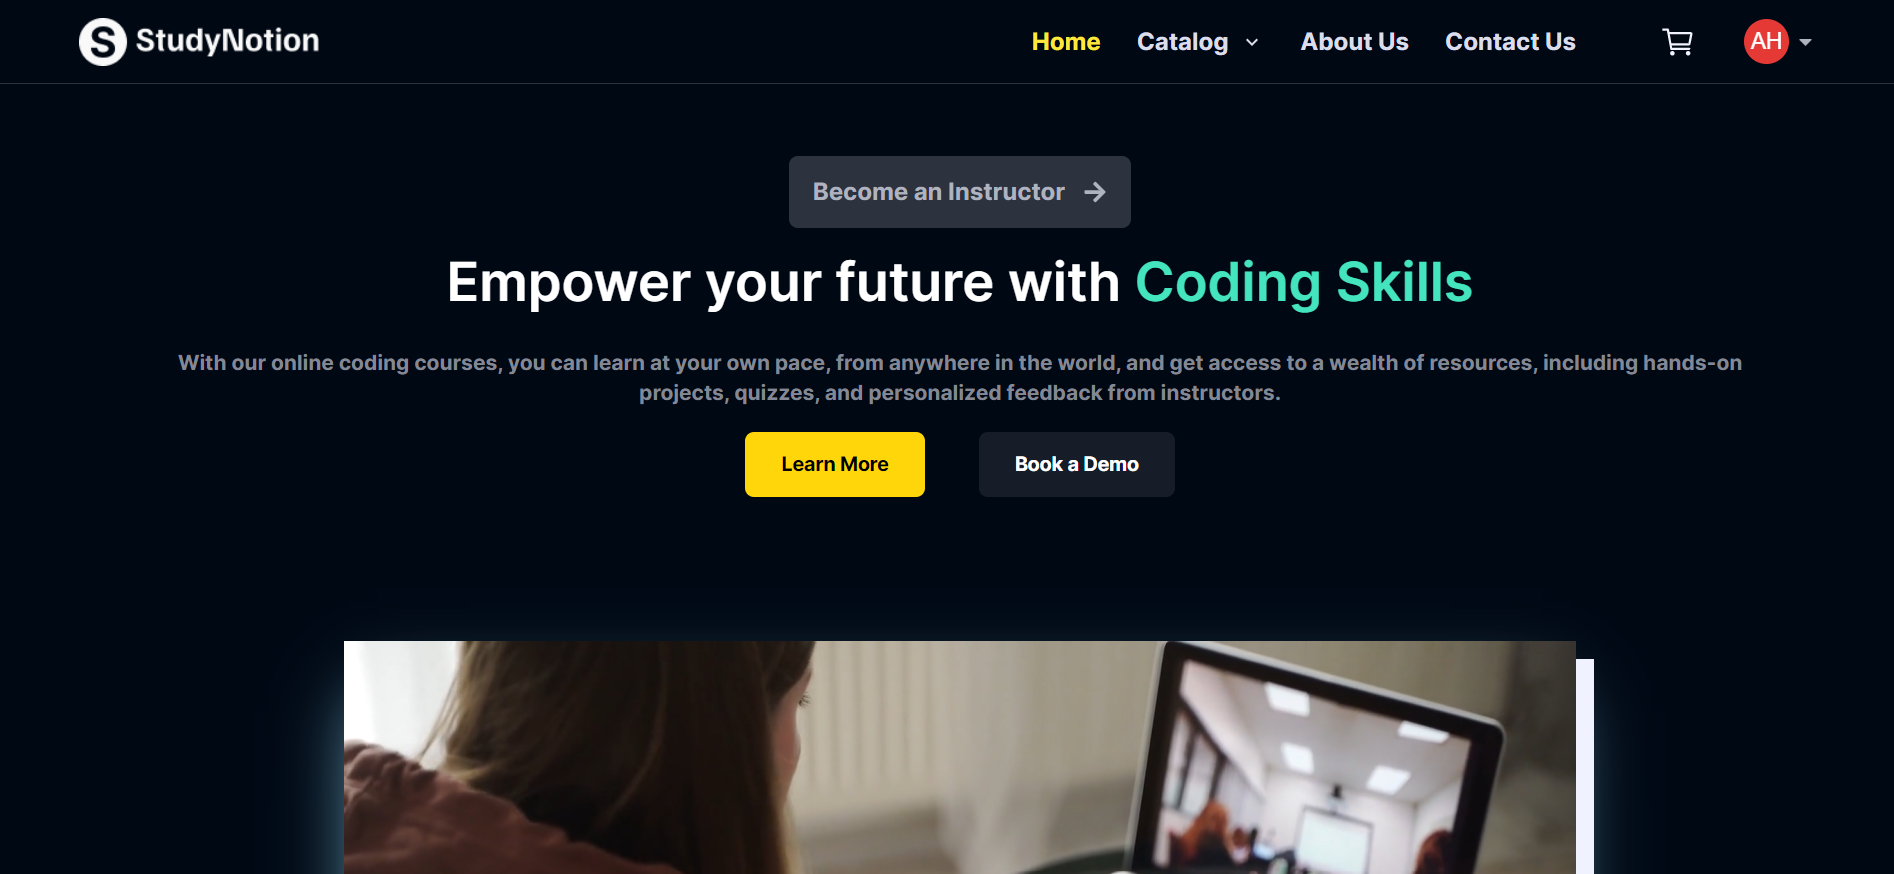 S StudyNotion
Home Catalog About Us Contact Us AH
Become an Instructor
Empower your future with Coding Skills
With our online coding courses, you can learn at your own pace, from anywhere in the world, and get access to a wealth of resources, including hands-on
projects, quizzes, and personalized feedback from instructors.
Learn More Book a Demo